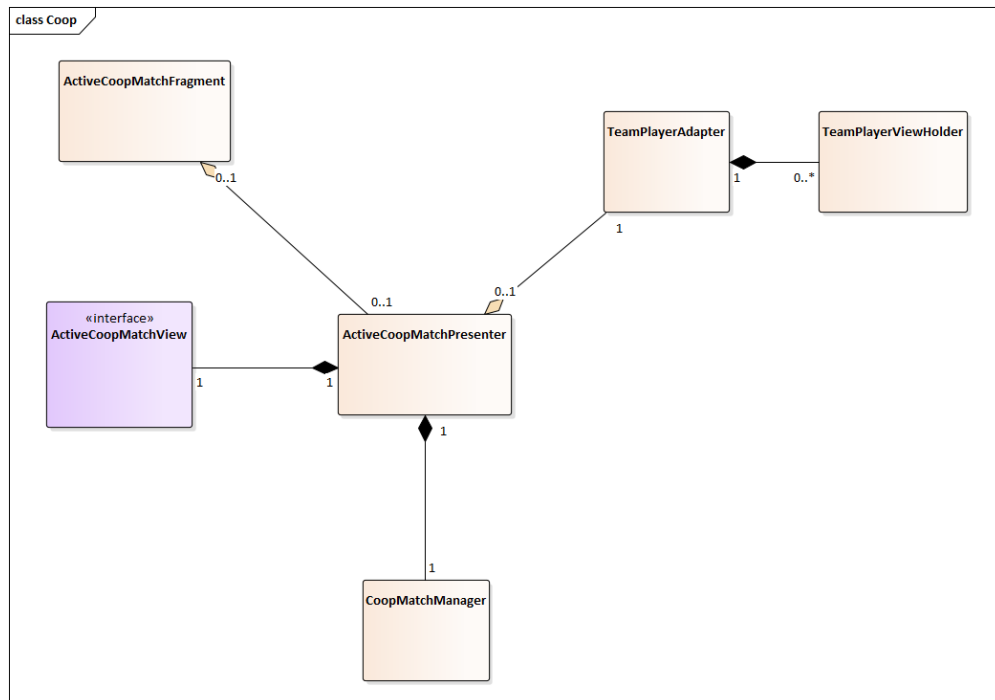 class Coop
ActiveCoopMatchFragment
0..1
TeamPlayerAdapter
1
1
TeamPlayerViewHolder
0..*
0..1
0..1
«interface»
ActiveCoopMatchView
1
ActiveCoopMatchPresenter
1
1
1
CoopMatchManager